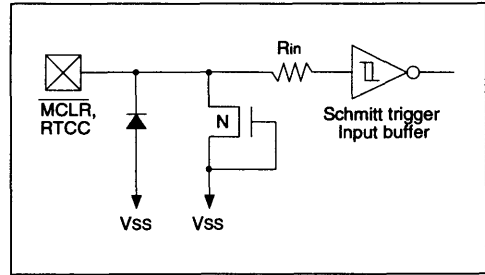 Rin
MCLR,
RTCC
N
Schmitt trigger
Input buffer
VSS
VSS